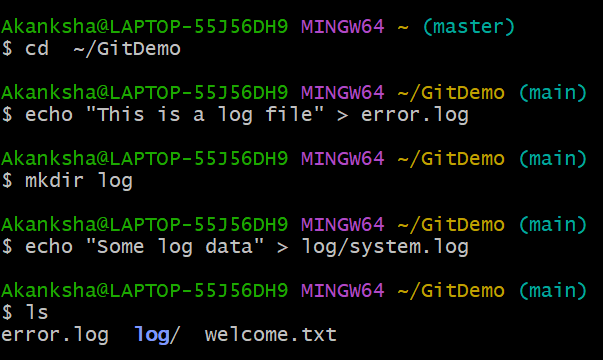 Akanksha@LAPTOP-55J56DH9 MINGW64 ~ (master)
$ cd  ~/GitDemo
Akanksha@LAPTOP-55J56DH9 MINGW64 ~/GitDemo (main)
$ echo "This is a log file" > error.log
Akanksha@LAPTOP-55J56DH9 MINGW64 ~/GitDemo (main)
$ mkdir log
Akanksha@LAPTOP-55J56DH9 MINGW64 ~/GitDemo (main)
$ echo "Some log data" > log/system.log
Akanksha@LAPTOP-55J56DH9 MINGW64 ~/GitDemo (main)
$ ls
error.log  log/  welcome.txt